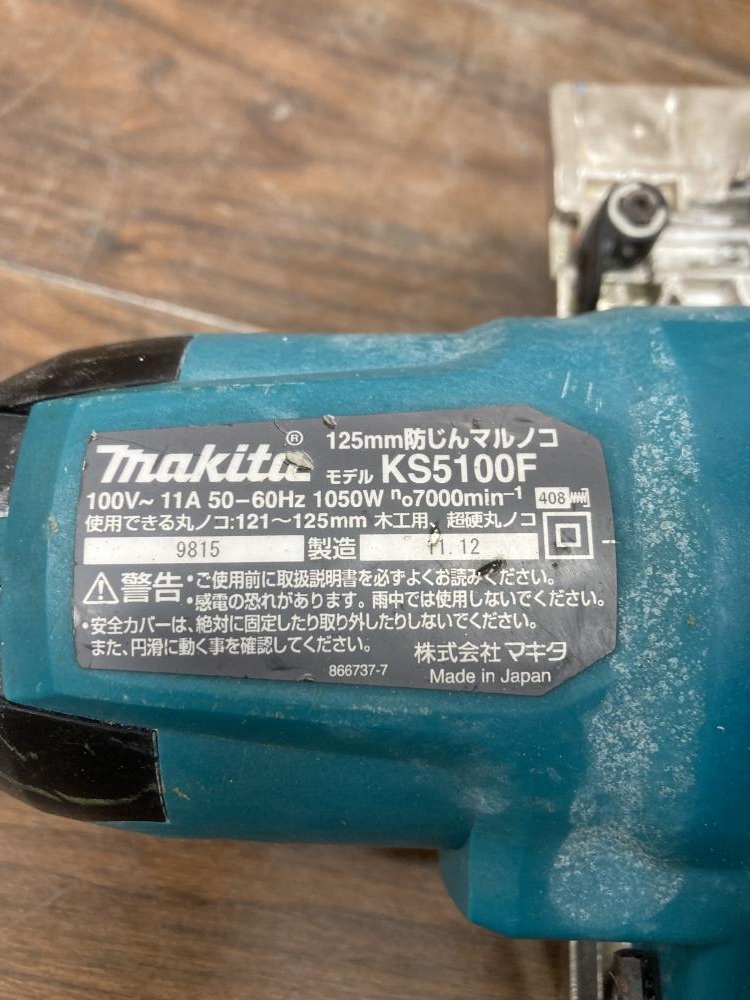 makita® 125mm防じんマルノコ
モデル KS5100F
100V~ 11A 50-60Hz 1050W n₀7000min⁻¹ 408
使用できる丸ノコ:121~125mm 木工用、超硬丸ノコ
9815 製造 11.12
警告・ご使用前に取扱説明書を必ずよくお読みください。
・感電の恐れがあります。雨中では使用しないでください。
・安全カバーは、絶対に固定したり取り外したりしないでください。
また、円滑に動く事を確認してください。
株式会社マキタ
866737-7 Made in Japan